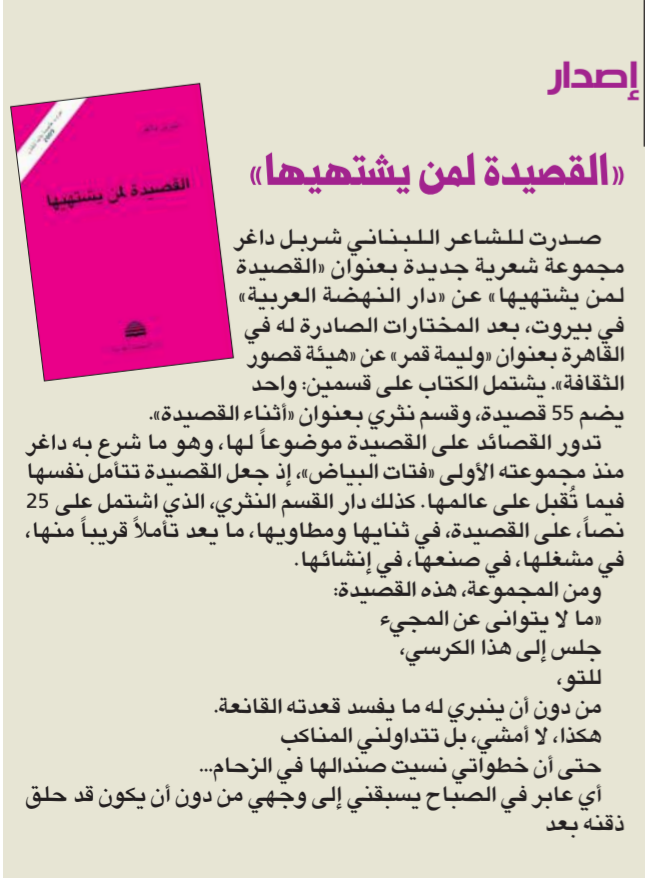 إصدار
«القصيدة لمن يشتهيها»
القصيدة لمن يشتهيها
صدرت للشاعر اللبناني شربل داغر
مجموعة شعرية جديدة بعنوان «القصيدة
لمن يشتهيها» عن «دار النهضة العربية»
في بيروت، بعد المختارات الصادرة له في
القاهرة بعنوان «وليمة قمر» عن «هيئة قصور
الثقافة». يشتمل الكتاب على قسمين: واحد
يضم 55 قصيدة، وقسم نثري بعنوان «أثناء القصيدة».
تدور القصائد على القصيدة موضوعاً لها، وهو ما شرع به داغر
منذ مجموعته الأولى «فتات البياض»، إذ جعل القصيدة تتأمل نفسها
فيما تُقبل على عالمها. كذلك دار القسم النثري، الذي اشتمل على 25
نصاً، على القصيدة، في ثنايها ومطاويها، ما يعد تأملاً قريباً منها،
في مشغلها، في صنعها، في إنشائها.
ومن المجموعة، هذه القصيدة:
«ما لا يتوانى عن المجيء
جلس إلى هذا الكرسي،
للتو،
من دون أن ينبري له ما يفسد قعدته القانعة.
هكذا، لا أمشي، بل تتداولني المناكب
حتى أن خطواتي نسيت صندالها في الزحام...
أي عابر في الصباح يسبقني إلى وجهي من دون أن يكون قد حلق
ذقنه بعد